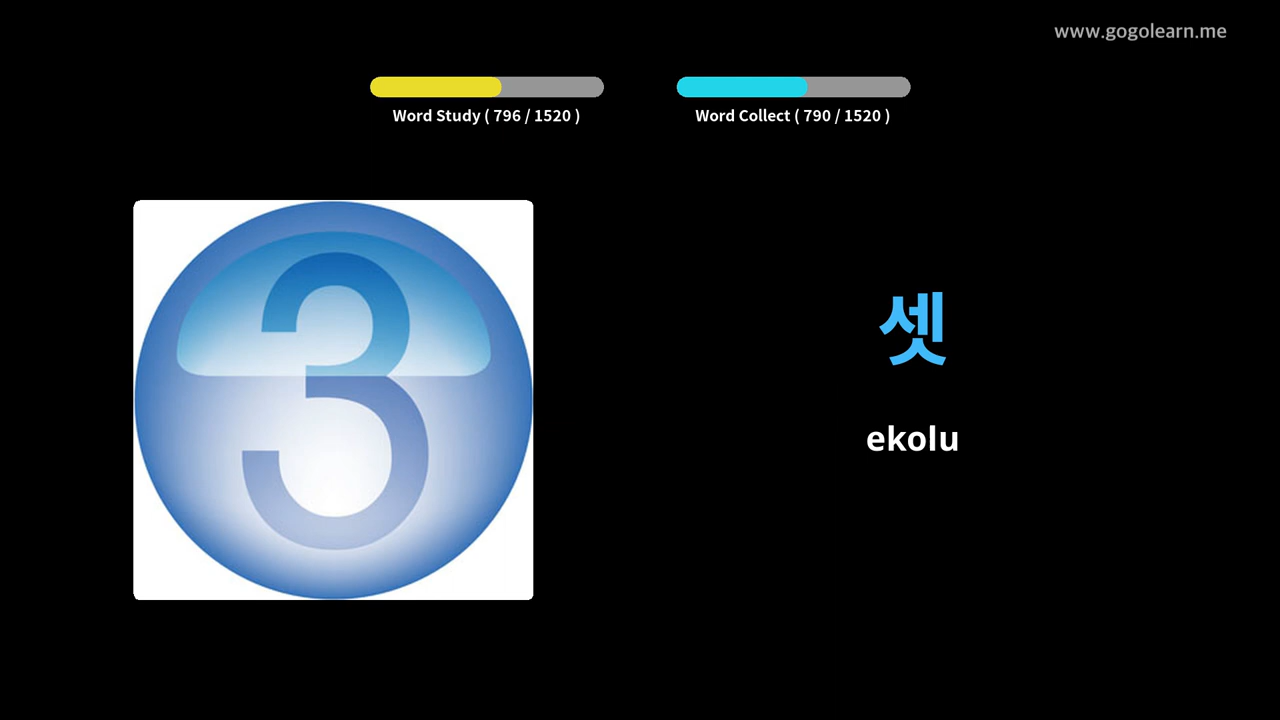 www.gogolearn.me
Word Study ( 796 / 1520 )
Word Collect ( 790 / 1520 )
3
셋
ekolu